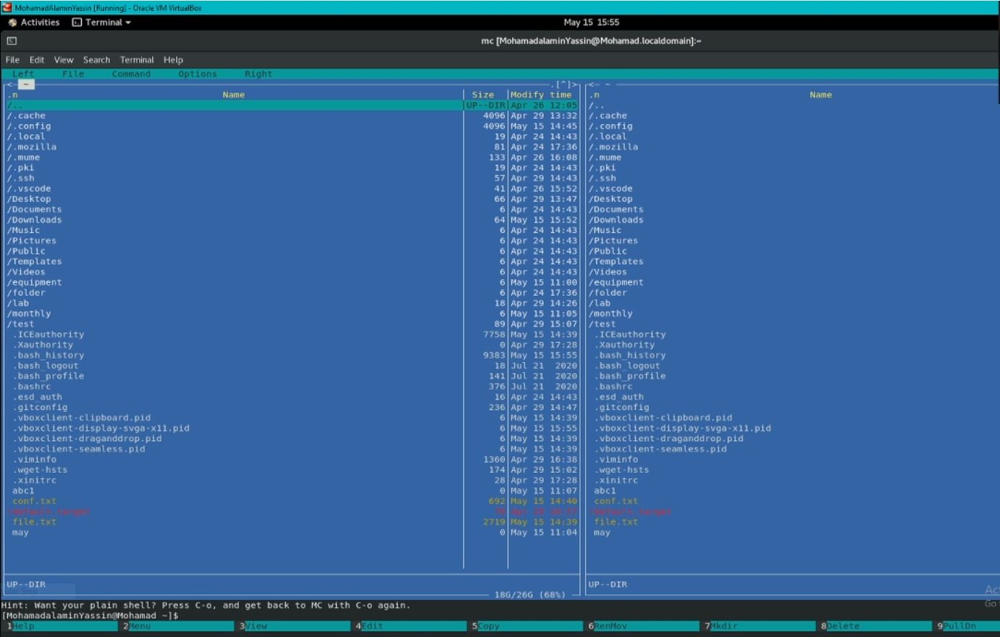 MohamadAlaminYassin [Running] - Oracle VM VirtualBox
Activities Terminal May 15 15:55
mc [MohamadalaminYassin@Mohamad.localdomain]:~
File Edit View Search Terminal Help
Left File Command Options Right
<- ~ .[^]> <- ~
.n Name Size Modify time .n Name
/.. UP--DIR Apr 26 12:05 /..
/.cache 4096 Apr 29 13:32 /.cache
/.config 4096 May 15 14:45 /.config
/.local 19 Apr 24 14:43 /.local
/.mozilla 81 Apr 24 17:36 /.mozilla
/.mume 133 Apr 26 16:08 /.mume
/.pki 19 Apr 24 14:43 /.pki
/.ssh 57 Apr 29 14:43 /.ssh
/.vscode 41 Apr 26 15:52 /.vscode
/Desktop 66 Apr 29 13:47 /Desktop
/Documents 6 Apr 24 14:43 /Documents
/Downloads 64 May 15 15:52 /Downloads
/Music 6 Apr 24 14:43 /Music
/Pictures 6 Apr 24 14:43 /Pictures
/Public 6 Apr 24 14:43 /Public
/Templates 6 Apr 24 14:43 /Templates
/Videos 6 Apr 24 14:43 /Videos
/equipment 6 May 15 11:00 /equipment
/folder 6 Apr 24 17:36 /folder
/lab 18 Apr 29 14:26 /lab
/monthly 6 May 15 11:05 /monthly
/test 89 Apr 29 15:07 /test
.ICEauthority 7758 May 15 14:39 .ICEauthority
.Xauthority 0 Apr 29 17:28 .Xauthority
.bash_history 9383 May 15 15:55 .bash_history
.bash_logout 18 Jul 21 2020 .bash_logout
.bash_profile 141 Jul 21 2020 .bash_profile
.bashrc 376 Jul 21 2020 .bashrc
.esd_auth 16 Apr 24 14:43 .esd_auth
.gitconfig 236 Apr 29 14:47 .gitconfig
.vboxclient-clipboard.pid 6 May 15 14:39 .vboxclient-clipboard.pid
.vboxclient-display-svga-x11.pid 6 May 15 15:55 .vboxclient-display-svga-x11.pid
.vboxclient-draganddrop.pid 6 May 15 14:39 .vboxclient-draganddrop.pid
.vboxclient-seamless.pid 6 May 15 14:39 .vboxclient-seamless.pid
.viminfo 1360 Apr 29 16:38 .viminfo
.wget-hsts 174 Apr 29 15:02 .wget-hsts
.xinitrc 28 Apr 29 17:28 .xinitrc
abc1 0 May 15 11:07 abc1
conf.txt 692 May 15 14:40 conf.txt
!default.target Apr !default.target
file.txt 2719 May 15 14:39 file.txt
may 0 May 15 11:04 may
UP--DIR UP--DIR
18G/26G (68%)
Hint: Want your plain shell? Press C-o, and get back to MC with C-o again.
[MohamadalaminYassin@Mohamad ~]$
1Help 2Menu 3View 4Edit 5Copy 6RenMov 7Mkdir 8Delete 9PullDn